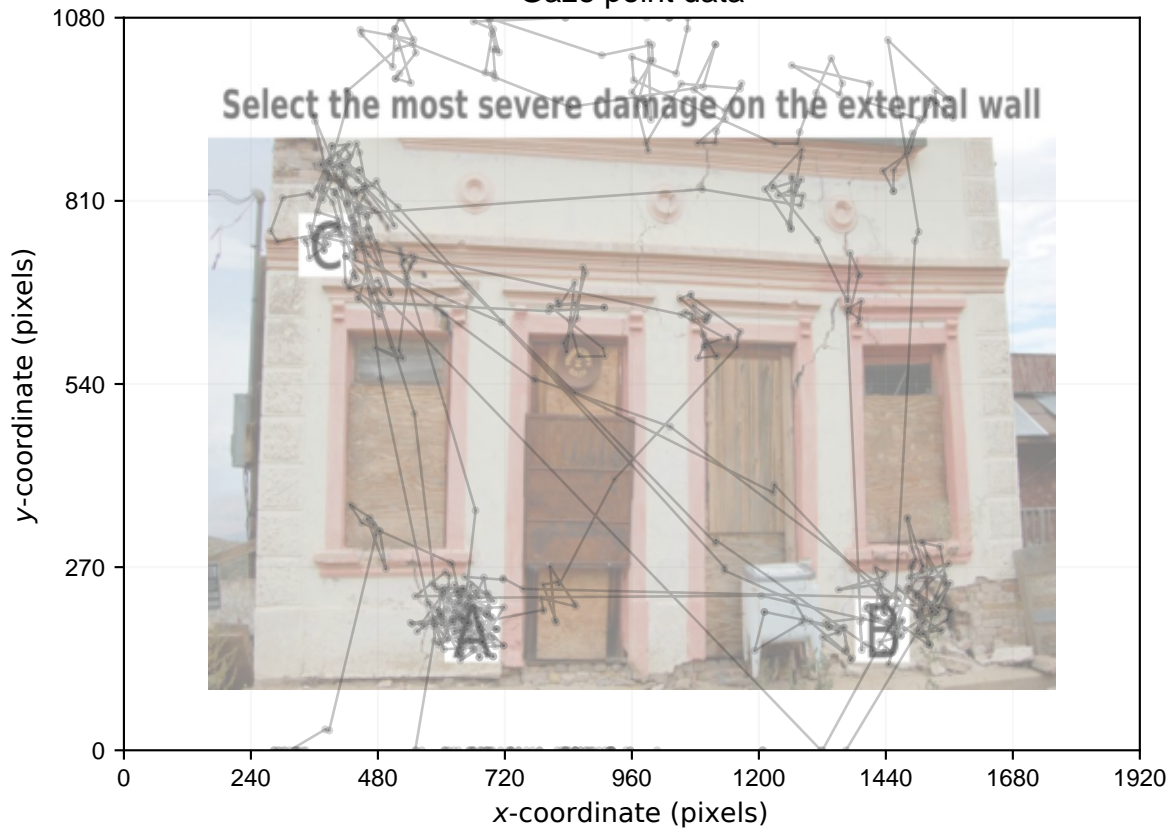 Gaze point data
1080
Select the most severe damage on the external wall
810
C
540
270
A
B
0
0 240 480 720 960 1200 1440 1680 1920
x-coordinate (pixels)
y-coordinate (pixels)